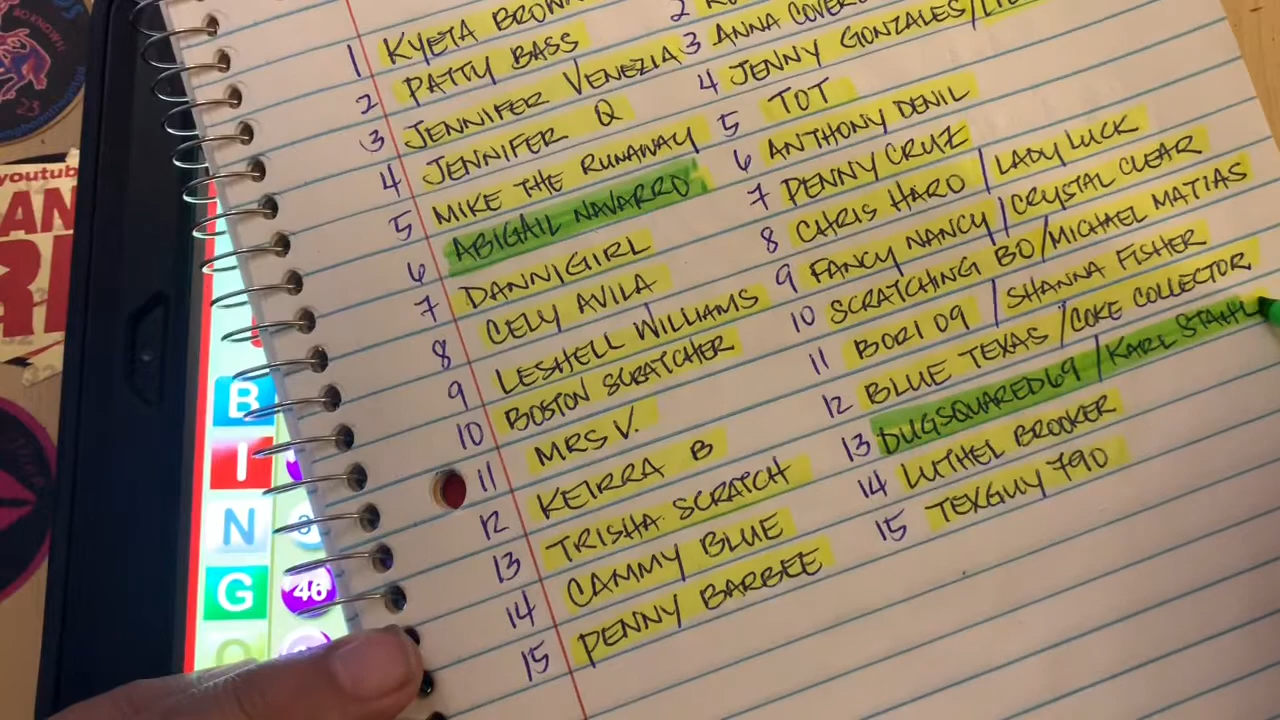 1 KYETA BROWN
2 PATTY BASS
3 JENNIFER VENEZIA
4 JENNIFER Q
5 MIKE THE RUNAWAY
6 ABIGAIL NAVARRO
7 DANNIGIRL
8 CELY AVILA
9 LESHELL WILLIAMS
10 BOSTON SCRATCHER
11 MRS V.
12 KEIRRA B
13 TRISHA SCRATCH
14 CAMMY BLUE
15 PENNY BARBEE
2
3 ANNA COVER
4 JENNY GONZALES/
5 TOT
6 ANTHONY DENIL
7 PENNY CRUZ
8 CHRIS HARO / LADY LUCK
9 FANCY NANCY / CRYSTAL CLEAR
10 SCRATCHING BO / MICHAEL MATIAS
11 BORI 09 / SHANNA FISHER
12 BLUE TEXAS / COKE COLLECTOR
13 DUGSQUARED69 / KARL STAHL
14 LUTHEL BROOKER
15 TEXGUY 790
youtube
23
B
I
N
G
46